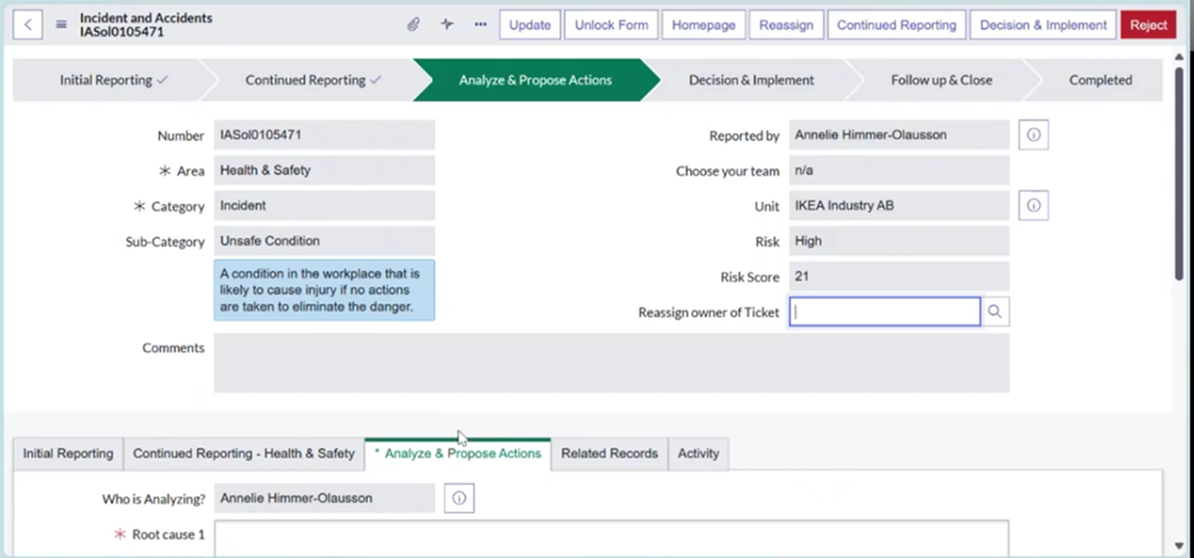 Incident and Accidents
IASol0105471
Update
Unlock Form
Homepage
Reassign
Continued Reporting
Decision & Implement
Reject
Initial Reporting ✓
Continued Reporting ✓
Analyze & Propose Actions
Decision & Implement
Follow up & Close
Completed
Number IASol0105471
Reported by Annelie Himmer-Olausson
* Area Health & Safety
Choose your team n/a
* Category Incident
Unit IKEA Industry AB
Sub-Category Unsafe Condition
Risk High
A condition in the workplace that is
likely to cause injury if no actions
are taken to eliminate the danger.
Risk Score 21
Reassign owner of Ticket
Comments
Initial Reporting
Continued Reporting - Health & Safety
* Analyze & Propose Actions
Related Records
Activity
Who is Analyzing? Annelie Himmer-Olausson
* Root cause 1